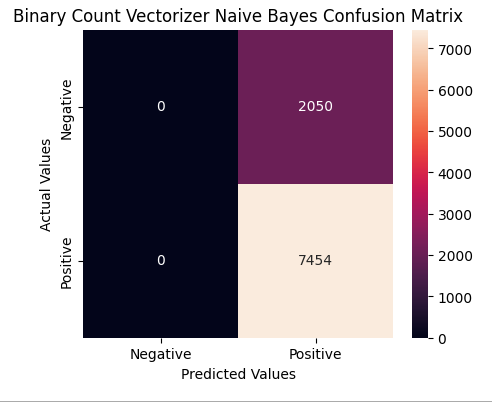 Binary Count Vectorizer Naive Bayes Confusion Matrix
Actual Values
Negative
Positive
0
2050
0
7454
Negative
Positive
Predicted Values
7000
6000
5000
4000
3000
2000
1000
0